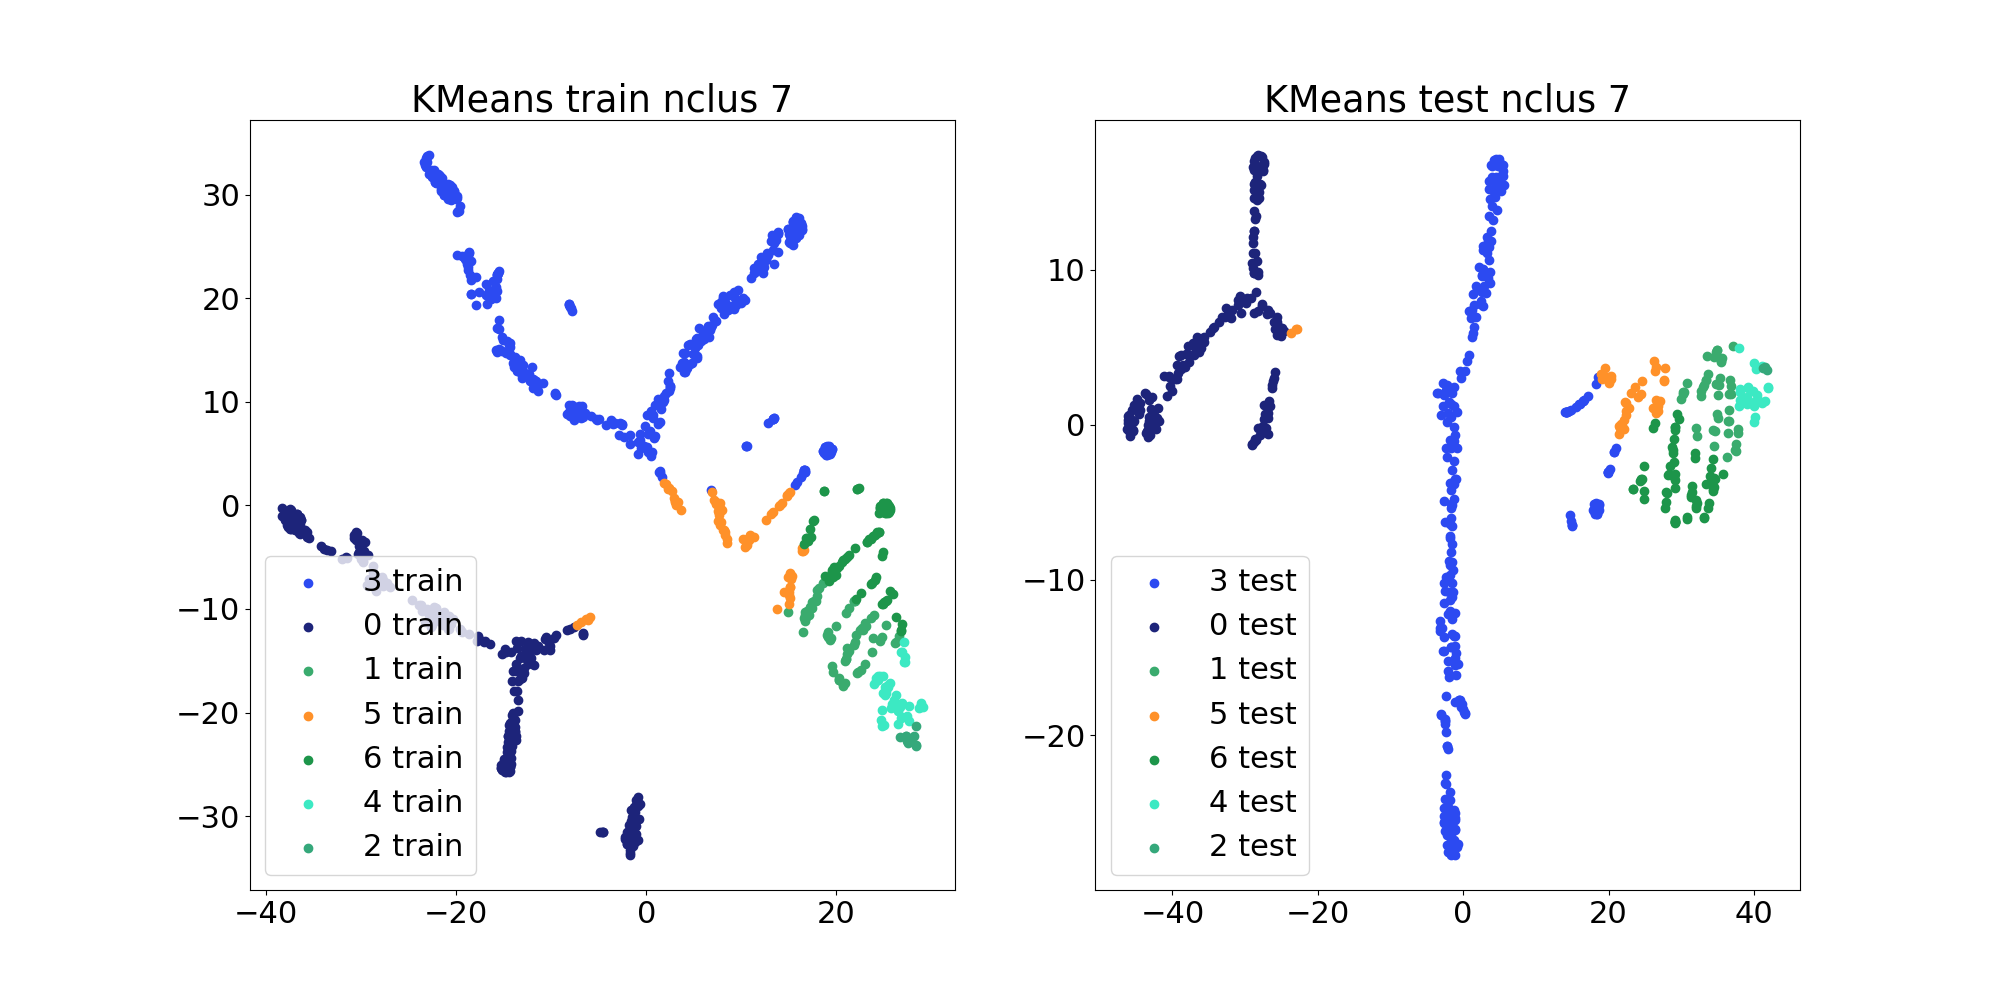 KMeans train nclus 7
30
20
10
0
−10
−20
−30
−40
−20
0
20
3 train
0 train
1 train
5 train
6 train
4 train
2 train
KMeans test nclus 7
10
0
−10
−20
−40
−20
0
20
40
3 test
0 test
1 test
5 test
6 test
4 test
2 test